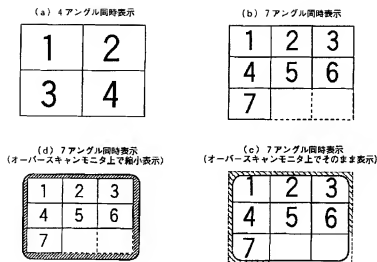 (a) 4アングル同時表示
1 2
3 4
(b) 7アングル同時表示
1 2 3
4 5 6
7
(d) 7アングル同時表示
(オーバースキャンモニタ上で縮小表示)
1 2 3
4 5 6
7
(c) 7アングル同時表示
(オーバースキャンモニタ上でそのまま表示)
1 2 3
4 5 6
7